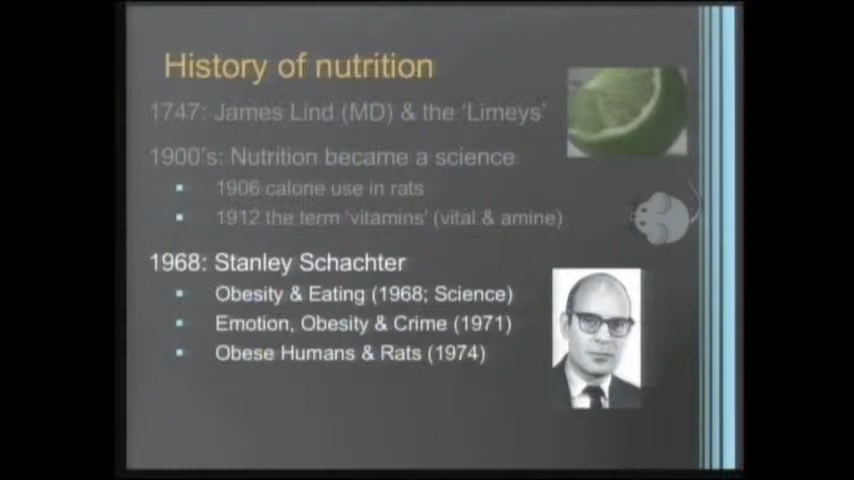 History of nutrition
1747: James Lind (MD) & the 'Limeys'
1900's: Nutrition became a science
1906 calorie use in rats
1912 the term 'vitamins' (vital & amine)
1968: Stanley Schachter
Obesity & Eating (1968; Science)
Emotion, Obesity & Crime (1971)
Obese Humans & Rats (1974)